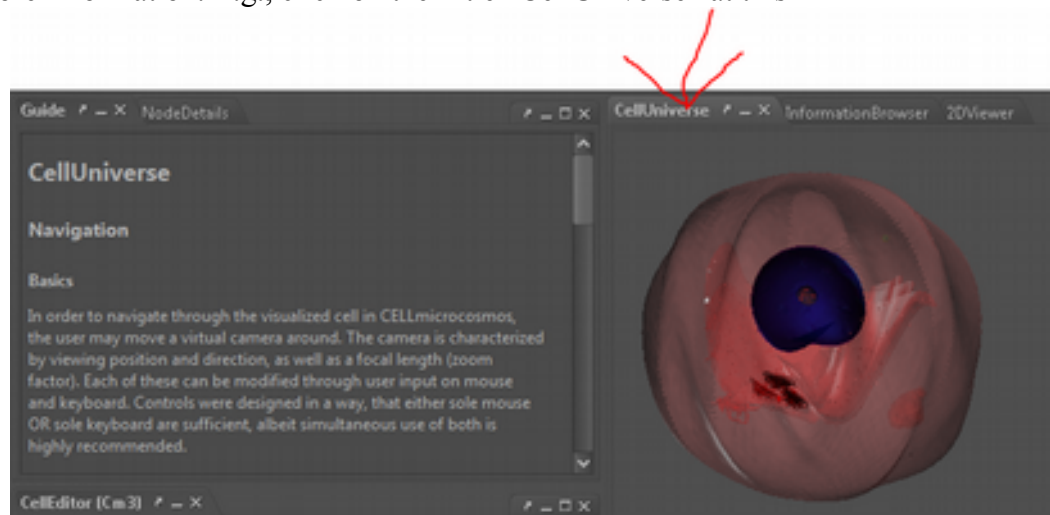 Guide
NodeDetails
CellUniverse
InformationBrowser
2DViewer
CellUniverse
Navigation
Basics
In order to navigate through the visualized cell in CELLmicrocosmos,
the user may move a virtual camera around. The camera is characterized
by viewing position and direction, as well as a focal length (zoom
factor). Each of these can be modified through user input on mouse
and keyboard. Controls were designed in a way, that either sole mouse
OR sole keyboard are sufficient, albeit simultaneous use of both is
highly recommended.
CellEditor (Cm3)